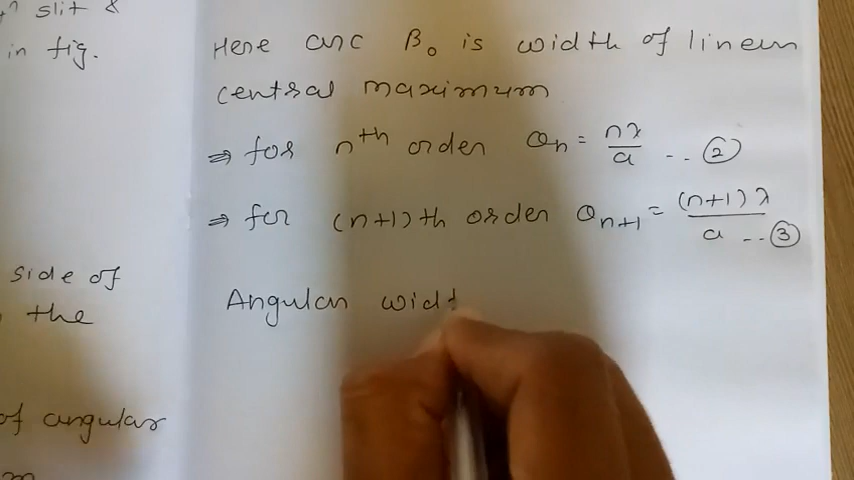 slit &
in fig.
side of
the
of angular
Here arc β₀ is width of linear
central maximum
⇒ for nᵗʰ order θₙ = nλ/a -- ②
⇒ for (n+1)th order θₙ₊₁ = (n+1)λ/a -- ③
Angular widt